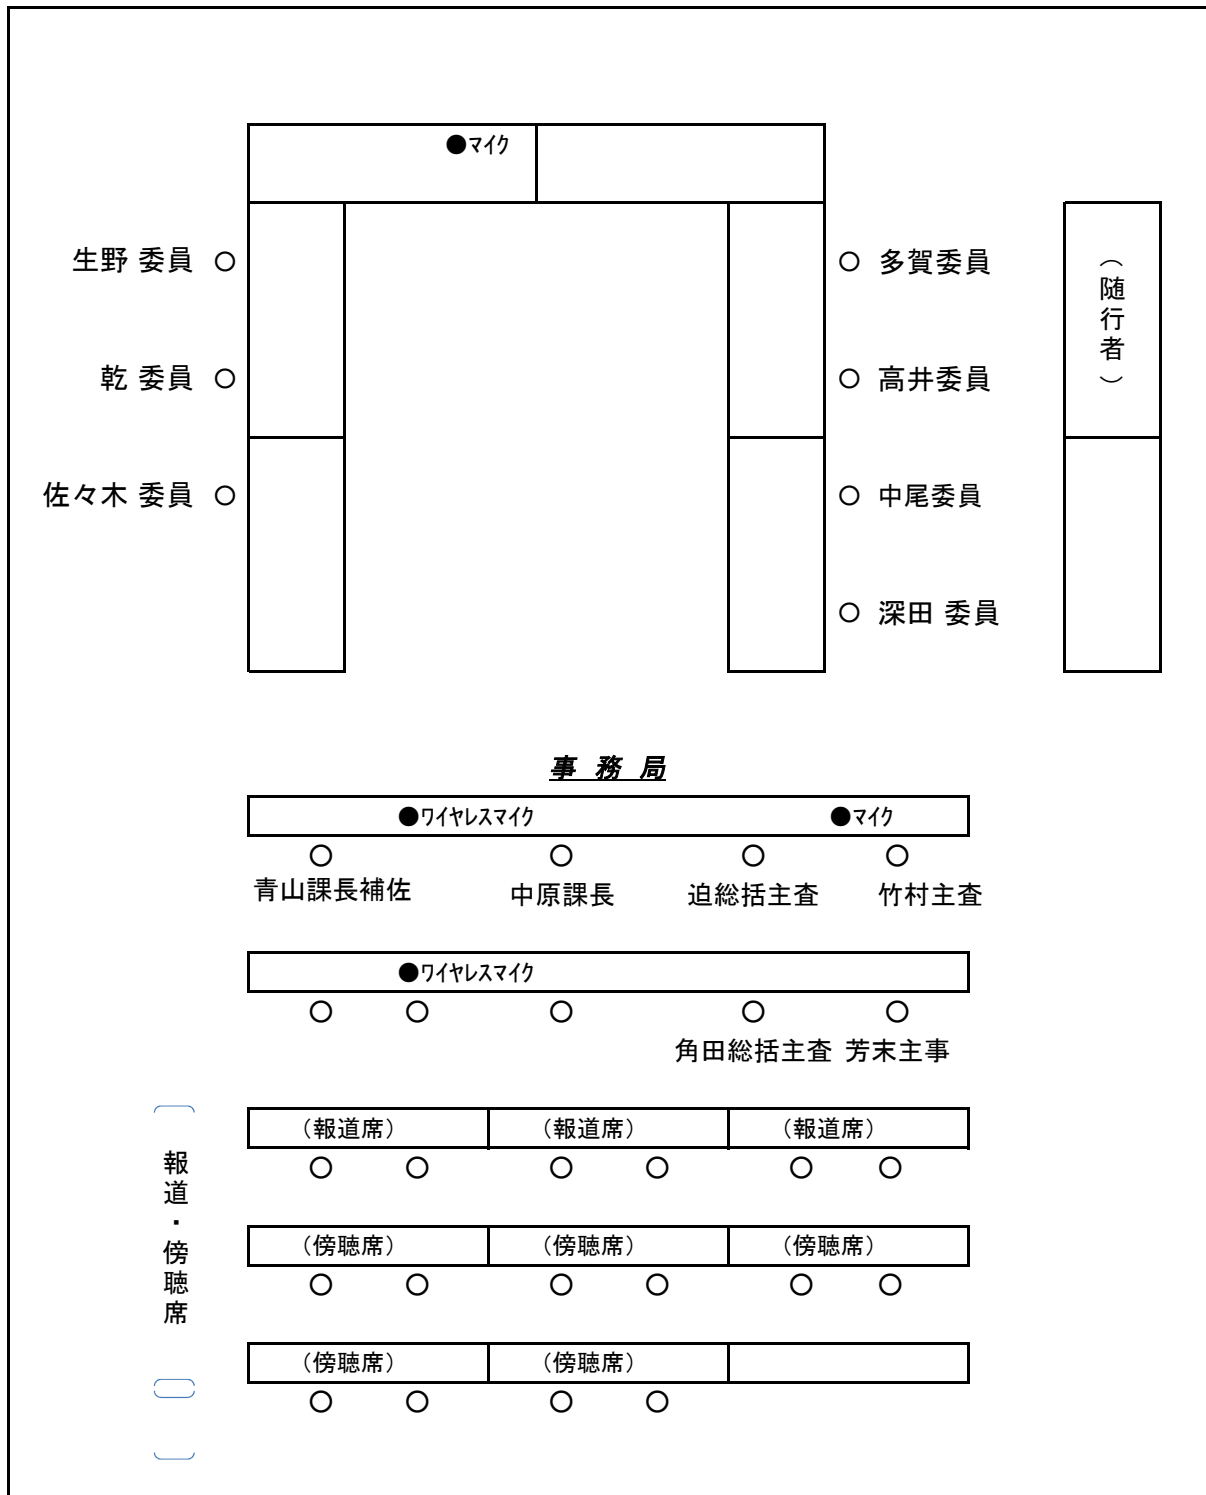 ●マイク
生野 委員 ○
○ 多賀委員
（随行者）
乾 委員 ○
○ 高井委員
佐々木 委員 ○
○ 中尾委員
○ 深田 委員
事 務 局
●ワイヤレスマイク ●マイク
○ ○ ○ ○
青山課長補佐 中原課長 迫総括主査 竹村主査
●ワイヤレスマイク
○ ○ ○ ○ ○
角田総括主査 芳末主事
報道・傍聴席
（報道席） （報道席） （報道席）
○ ○ ○ ○ ○ ○
（傍聴席） （傍聴席） （傍聴席）
○ ○ ○ ○ ○ ○
（傍聴席） （傍聴席）
○ ○ ○ ○